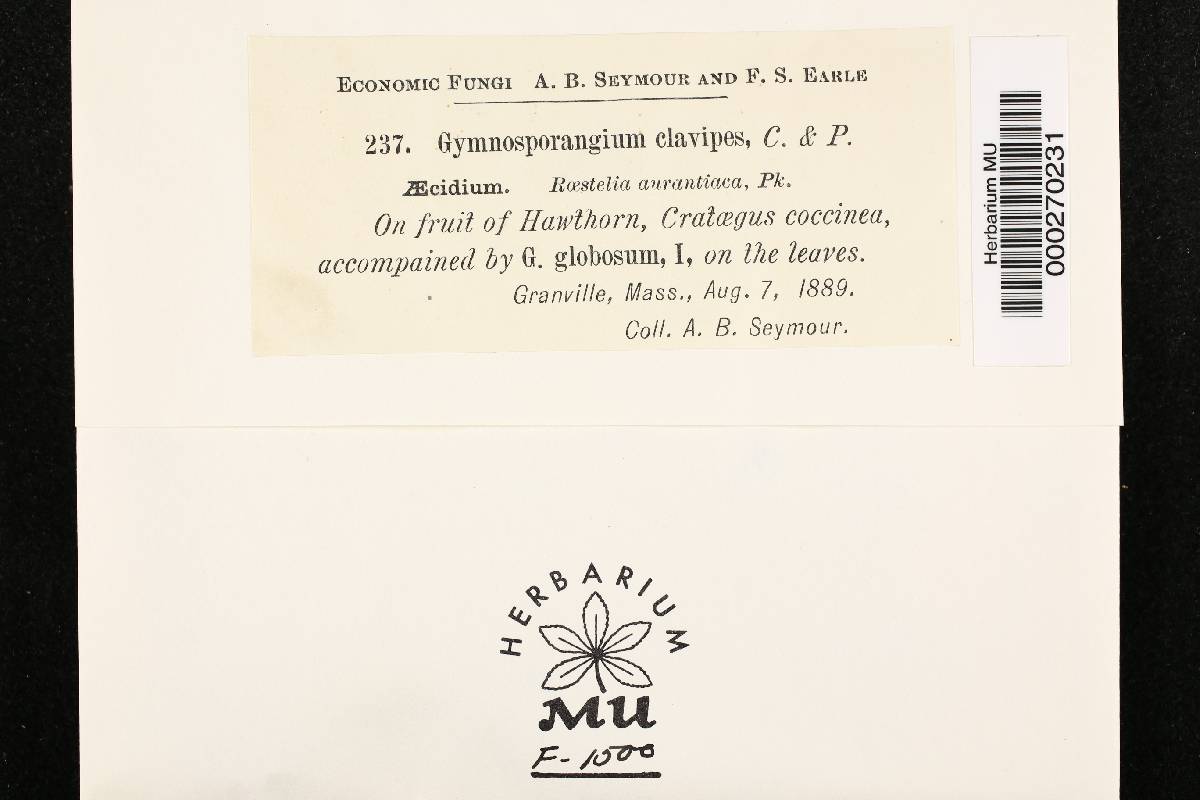 ECONOMIC FUNGI A. B. SEYMOUR AND F. S. EARLE
237. Gymnosporangium clavipes, C. & P.
Æcidium. Rœstelia aurantiaca, Pk.
On fruit of Hawthorn, Cratægus coccinea,
accompained by G. globosum, I, on the leaves.
Granville, Mass., Aug. 7, 1889.
Coll. A. B. Seymour.
Herbarium MU
000270231
HERBARIUM
MU
F-1500